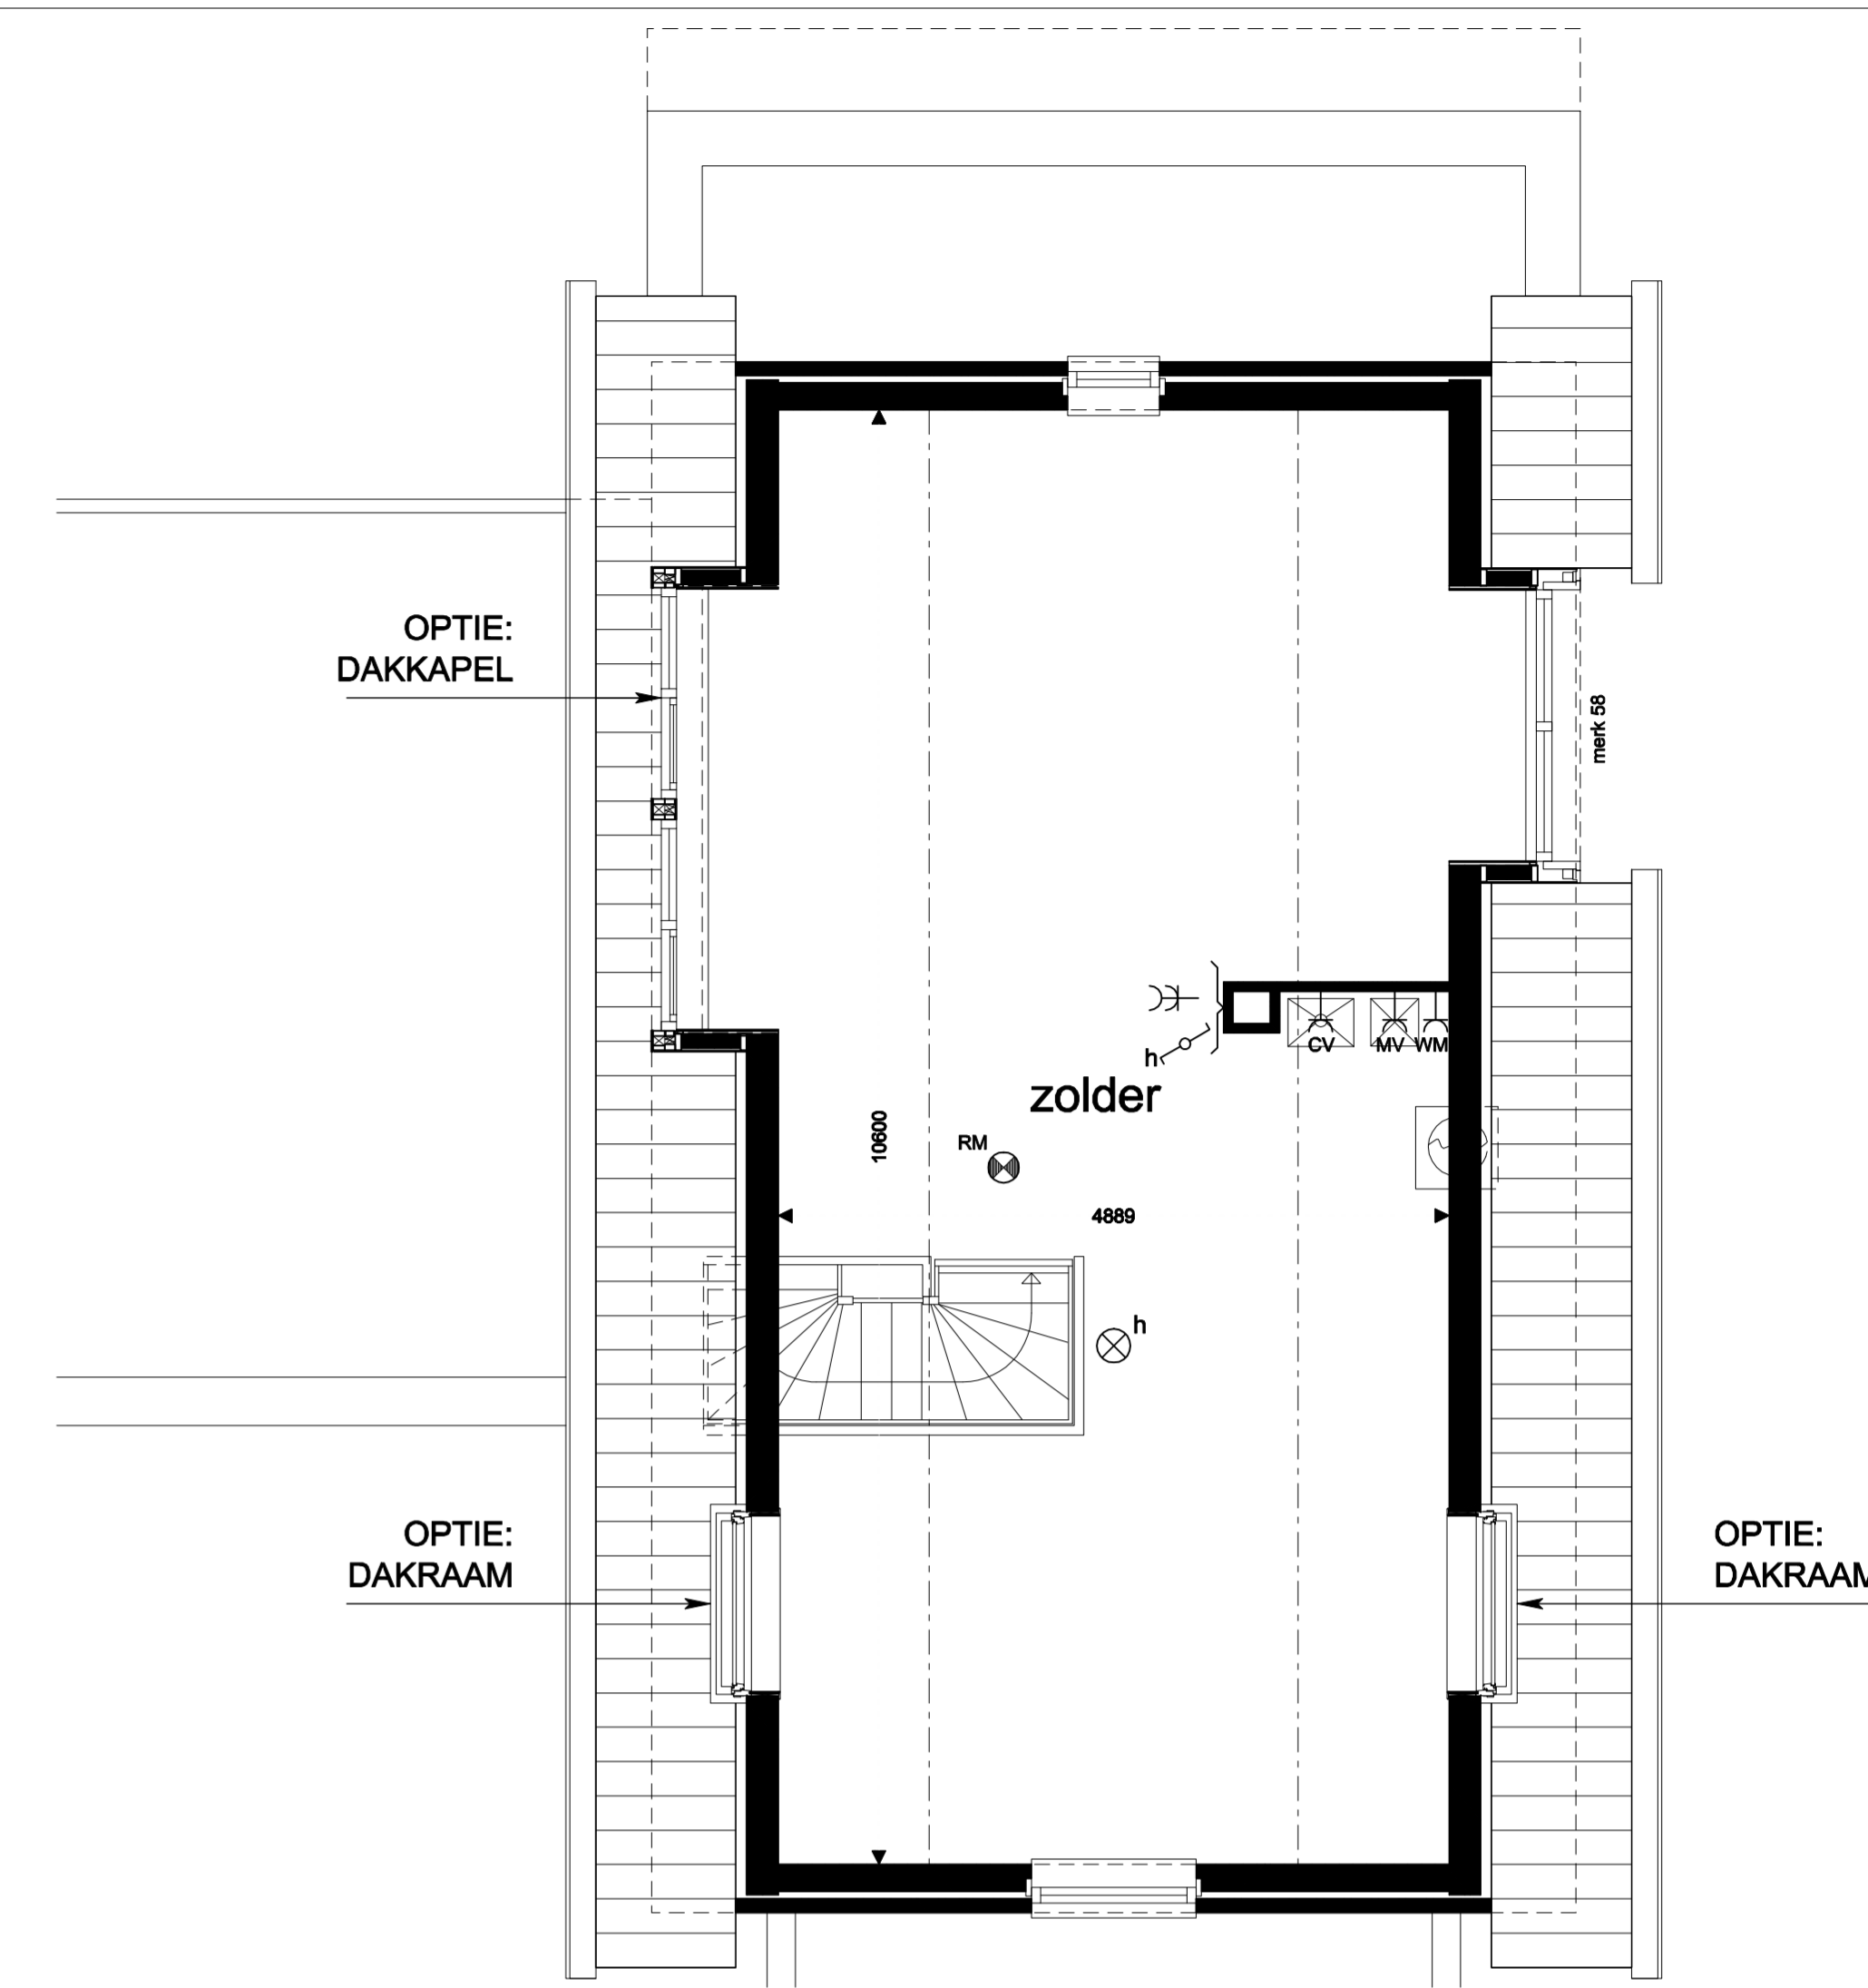 OPTIE:
DAKKAPEL
merk 58
h
CV
MV
WM
zolder
10600
RM
4889
h
OPTIE:
DAKRAAM
OPTIE:
DAKRAAM